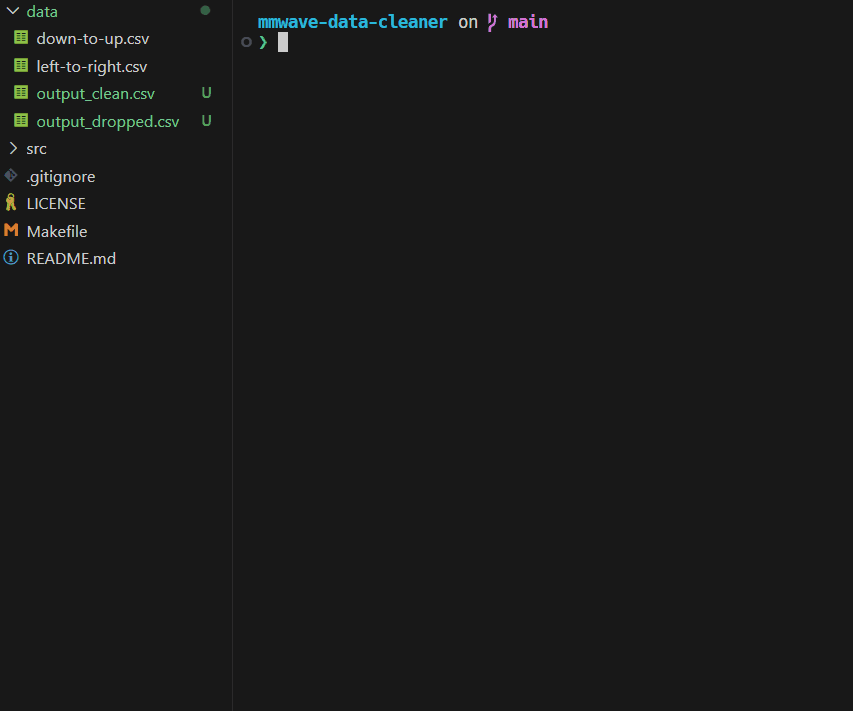 data
down-to-up.csv
left-to-right.csv
output_clean.csv U
output_dropped.csv U
src
.gitignore
LICENSE
Makefile
README.md
mmwave-data-cleaner on main
❯